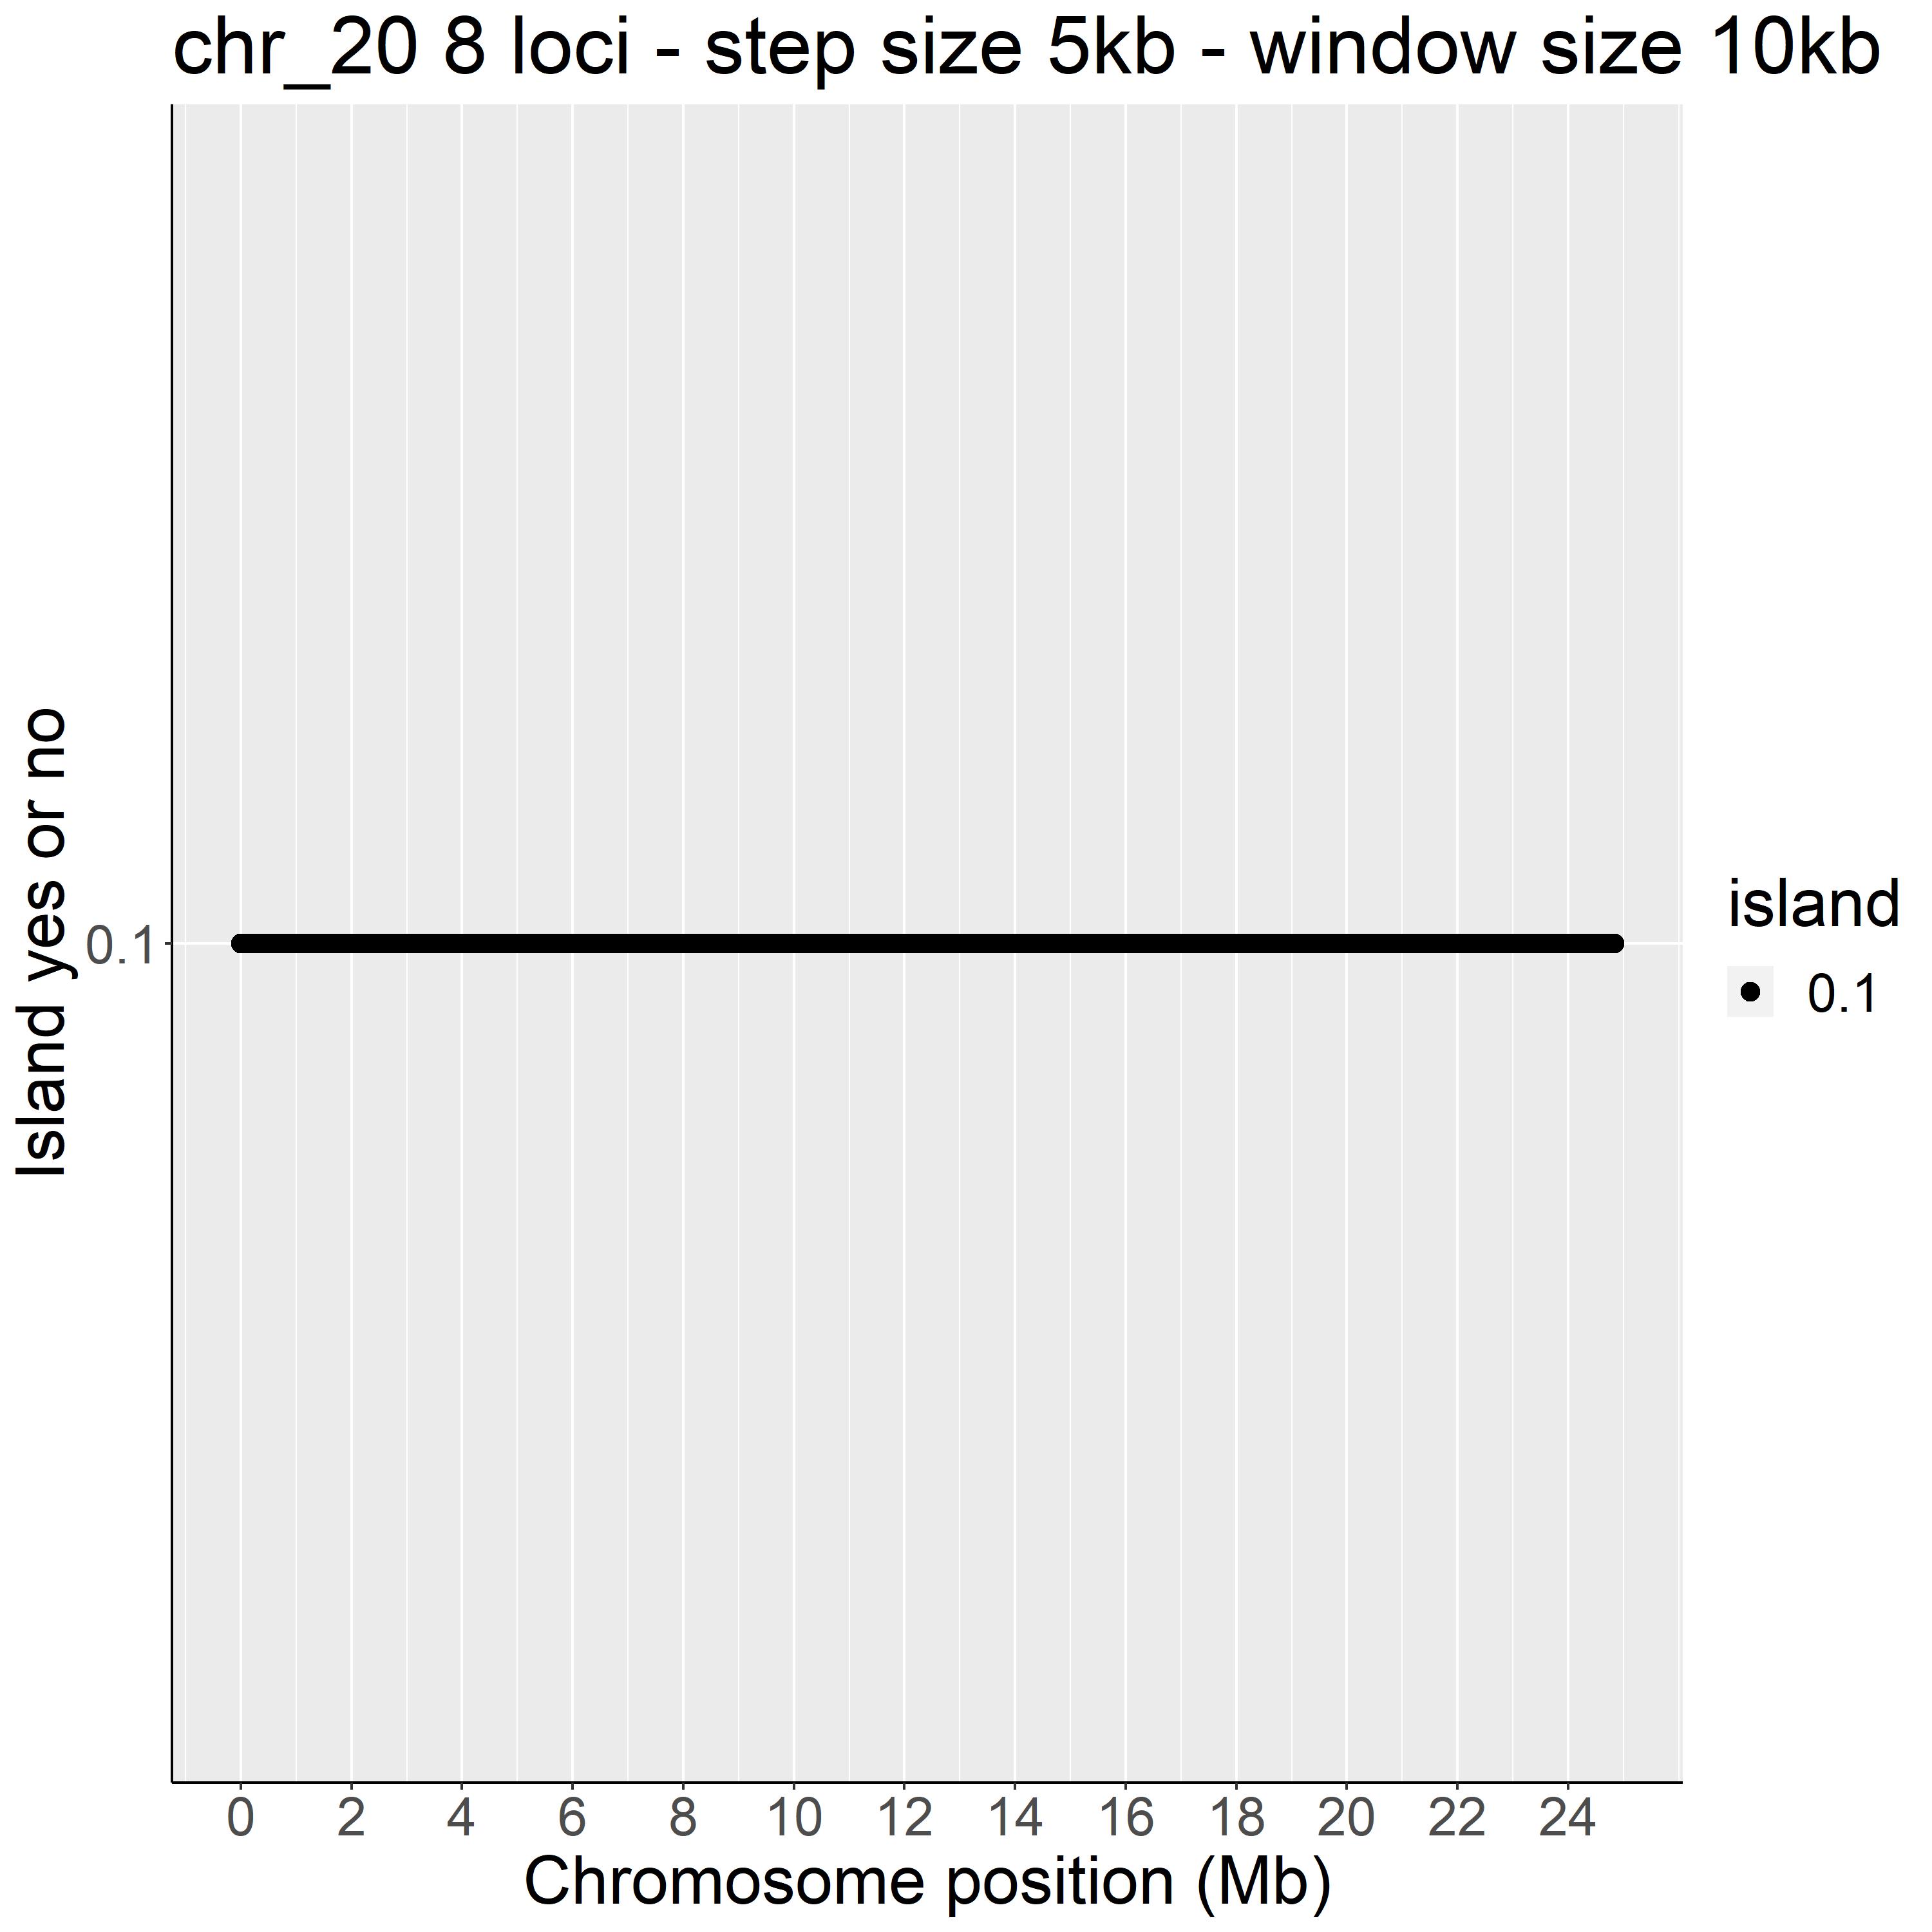 chr_20 8 loci - step size 5kb - window size 10kb
Island yes or no
0.1
island
0.1
0 2 4 6 8 10 12 14 16 18 20 22 24
Chromosome position (Mb)